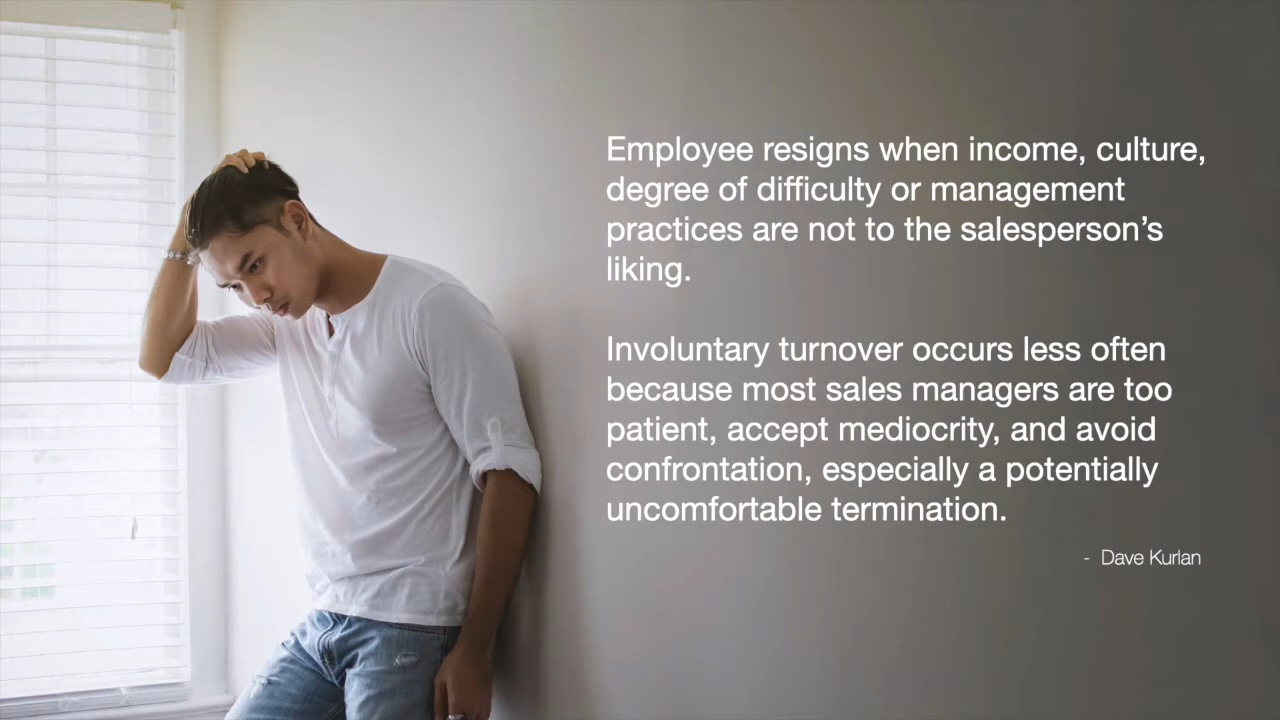 Employee resigns when income, culture,
degree of difficulty or management
practices are not to the salesperson’s
liking.
Involuntary turnover occurs less often
because most sales managers are too
patient, accept mediocrity, and avoid
confrontation, especially a potentially
uncomfortable termination.
- Dave Kurlan